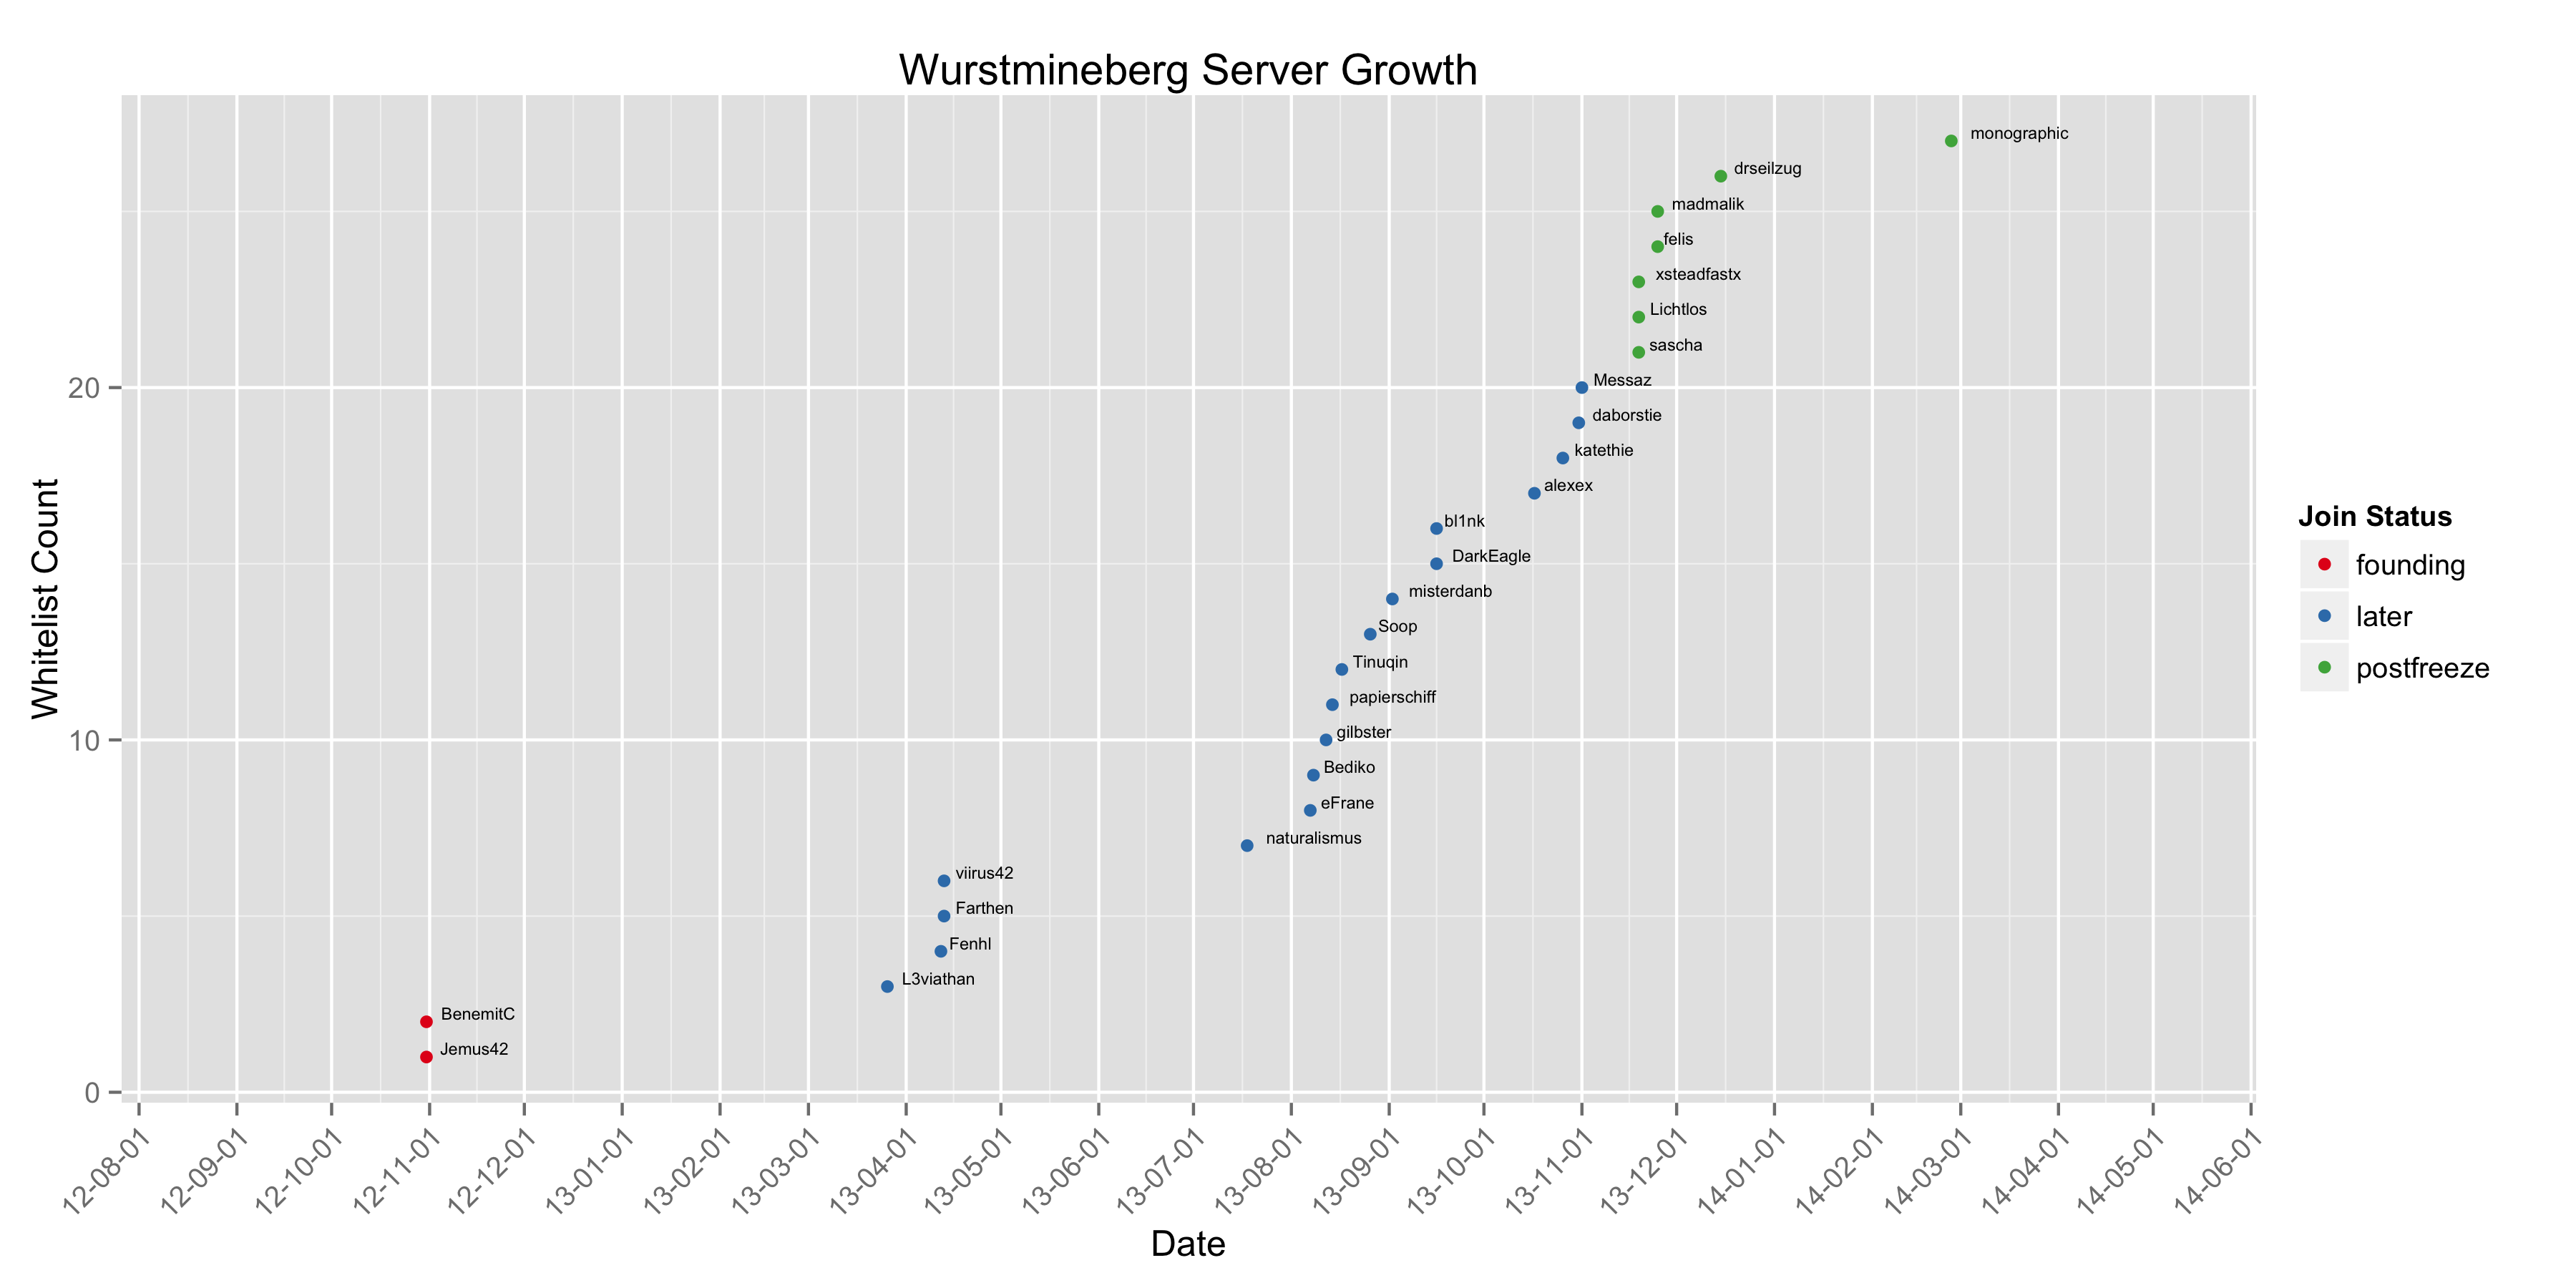 Wurstmineberg Server Growth
monographic
drseilzug
madmalik
felis
xsteadfastx
Lichtlos
sascha
20
Messaz
daborstie
katethie
alexex
bl1nk
DarkEagle
misterdanb
Soop
Tinuqin
papierschiff
10
gilbster
Bediko
eFrane
naturalismus
viirus42
Farthen
Fenhl
L3viathan
BenemitC
Jemus42
0
Whitelist Count
12-08-01
12-09-01
12-10-01
12-11-01
12-12-01
13-01-01
13-02-01
13-03-01
13-04-01
13-05-01
13-06-01
13-07-01
13-08-01
13-09-01
13-10-01
13-11-01
13-12-01
14-01-01
14-02-01
14-03-01
14-04-01
14-05-01
14-06-01
Date
Join Status
founding
later
postfreeze